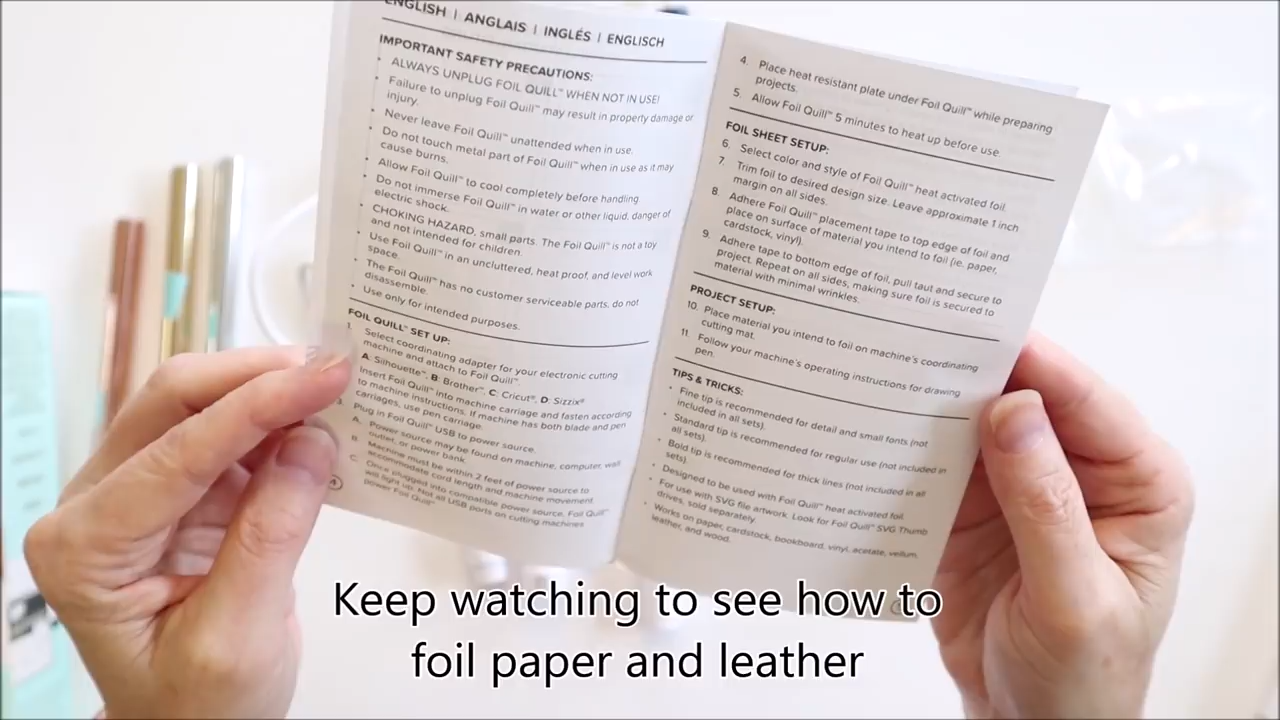 ENGLISH | ANGLAIS | INGLÉS | ENGLISCH
IMPORTANT SAFETY PRECAUTIONS:
• ALWAYS UNPLUG FOIL QUILL™ WHEN NOT IN USE!
• Failure to unplug Foil Quill™ may result in property damage or
injury.
• Never leave Foil Quill™ unattended when in use.
• Do not touch metal part of Foil Quill™ when in use as it may
cause burns.
• Allow Foil Quill™ to cool completely before handling.
• Do not immerse Foil Quill™ in water or other liquid, danger of
electric shock.
• CHOKING HAZARD, small parts. The Foil Quill™ is not a toy
and not intended for children.
• Use Foil Quill™ in an uncluttered, heat proof, and level work
space.
• The Foil Quill™ has no customer serviceable parts, do not
disassemble.
• Use only for intended purposes.
FOIL QUILL™ SET UP:
1. Select coordinating adapter for your electronic cutting
machine and attach to Foil Quill™.
A: Silhouette™, B: Brother™, C: Cricut®, D: Sizzix®
Insert Foil Quill™ into machine carriage and fasten according
to machine instructions. If machine has both blade and pen
carriages, use pen carriage.
Plug in Foil Quill™ USB to power source.
A. Power source may be found on machine, computer, wall
outlet, or power bank.
B. Machine must be within 2 feet of power source to
accommodate cord length and machine movement.
C. Once plugged into compatible power source, Foil Quill™
will light up. Not all USB ports on cutting machines
power Foil Quill™
4. Place heat resistant plate under Foil Quill™ while preparing
projects.
5. Allow Foil Quill™ 5 minutes to heat up before use.
FOIL SHEET SETUP:
6. Select color and style of Foil Quill™ heat activated foil.
7. Trim foil to desired design size. Leave approximate 1 inch
margin on all sides.
8. Adhere Foil Quill™ placement tape to top edge of foil and
place on surface of material you intend to foil (ie. paper,
cardstock, vinyl).
9. Adhere tape to bottom edge of foil, pull taut and secure to
project. Repeat on all sides, making sure foil is secured to
material with minimal wrinkles.
PROJECT SETUP:
10. Place material you intend to foil on machine's coordinating
cutting mat.
11. Follow your machine's operating instructions for drawing
pen.
TIPS & TRICKS:
• Fine tip is recommended for detail and small fonts (not
included in all sets).
• Standard tip is recommended for regular use (not included in
all sets).
• Bold tip is recommended for thick lines (not included in all
sets).
• Designed to be used with Foil Quill™ heat activated foil.
• For use with SVG file artwork. Look for Foil Quill™ SVG Thumb
drives, sold separately.
• Works on paper, cardstock, bookboard, vinyl, acetate, vellum,
leather, and wood.
Keep watching to see how to
foil paper and leather